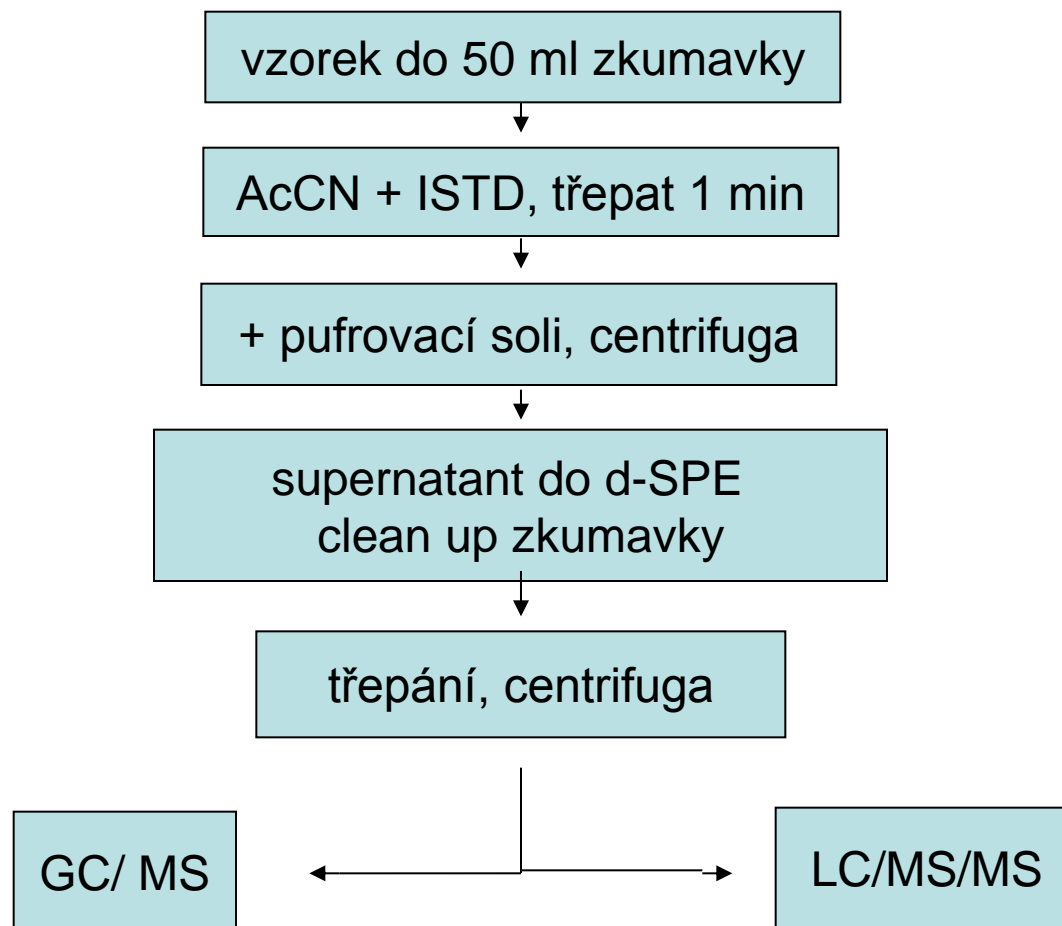 vzorek do 50 ml zkumavky
AcCN + ISTD, třepat 1 min
+ pufrovací soli, centrifuga
supernatant do d-SPE
clean up zkumavky
třepání, centrifuga
GC/ MS
LC/MS/MS